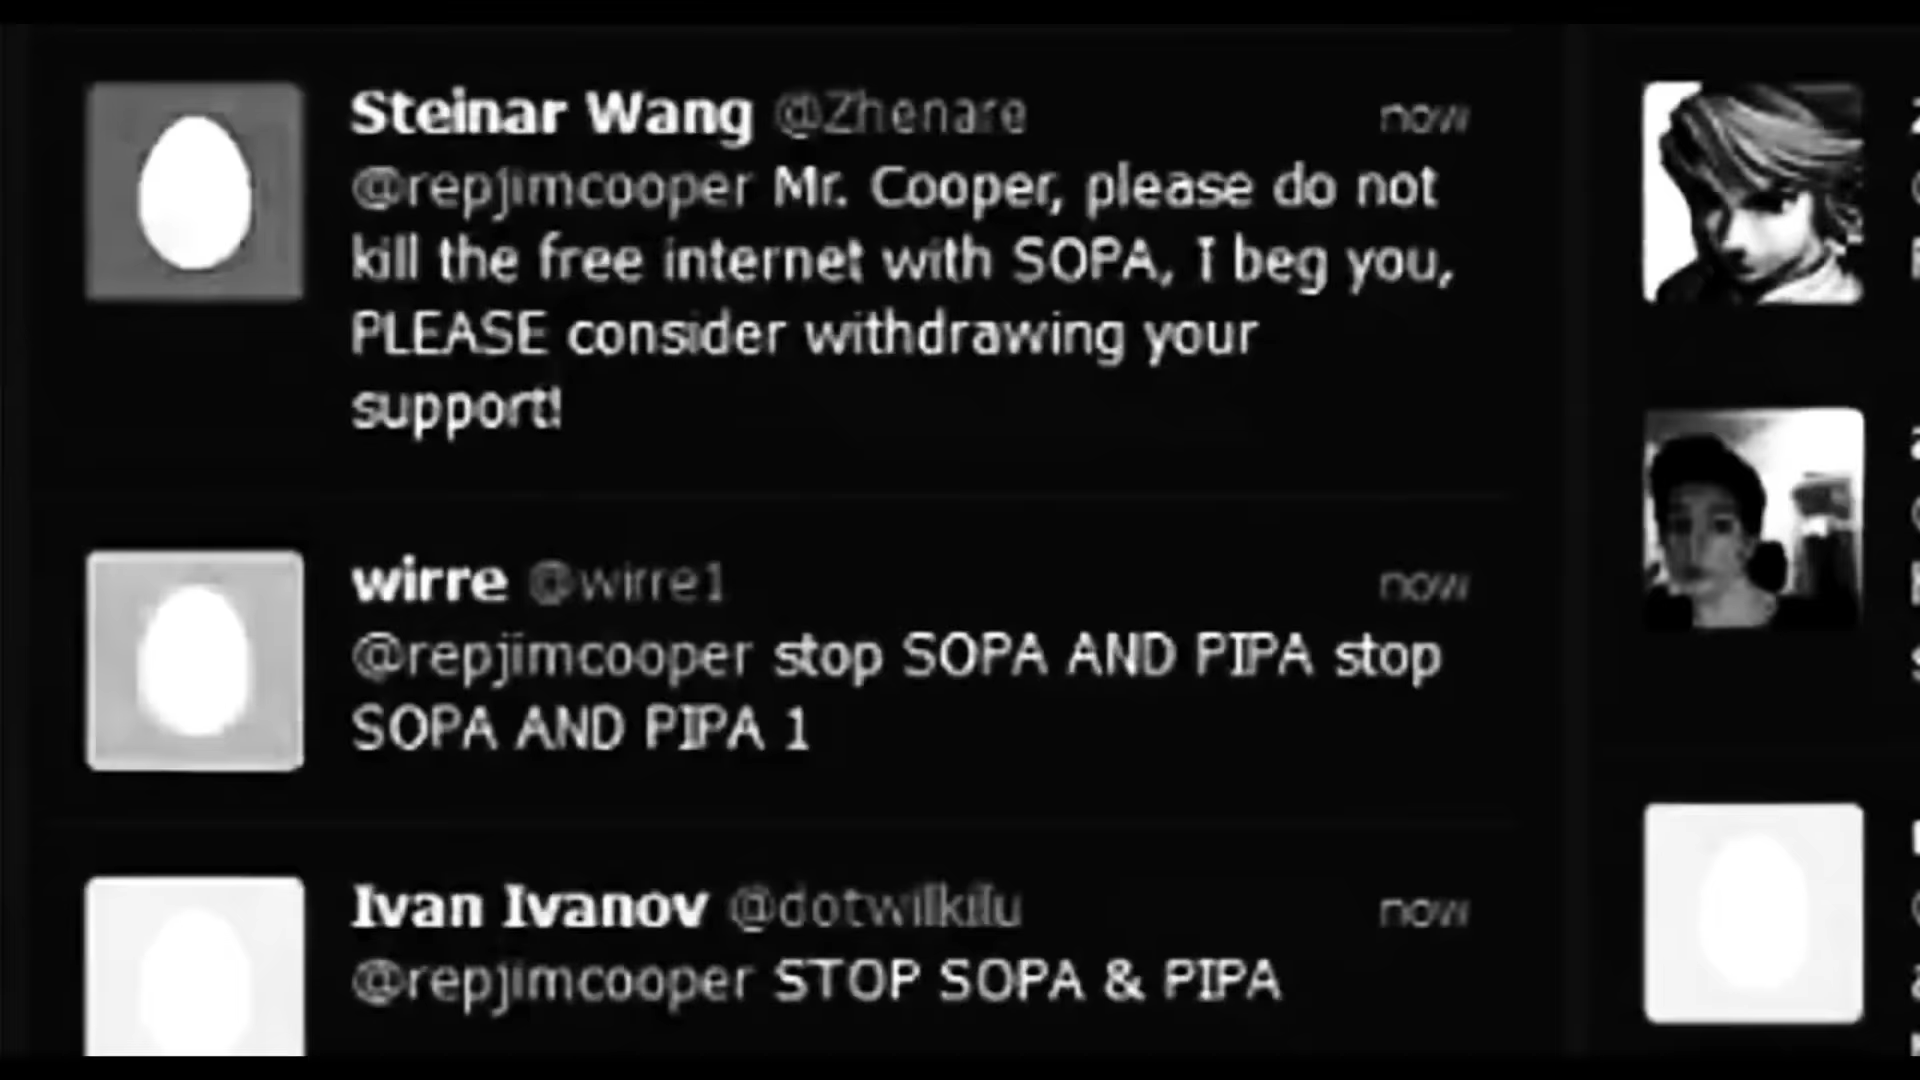 Steinar Wang @Zhenare now
@repjimcooper Mr. Cooper, please do not
kill the free internet with SOPA, I beg you,
PLEASE consider withdrawing your
support!
wirre @wirre1 now
@repjimcooper stop SOPA AND PIPA stop
SOPA AND PIPA 1
Ivan Ivanov @dotwilkilu now
@repjimcooper STOP SOPA & PIPA